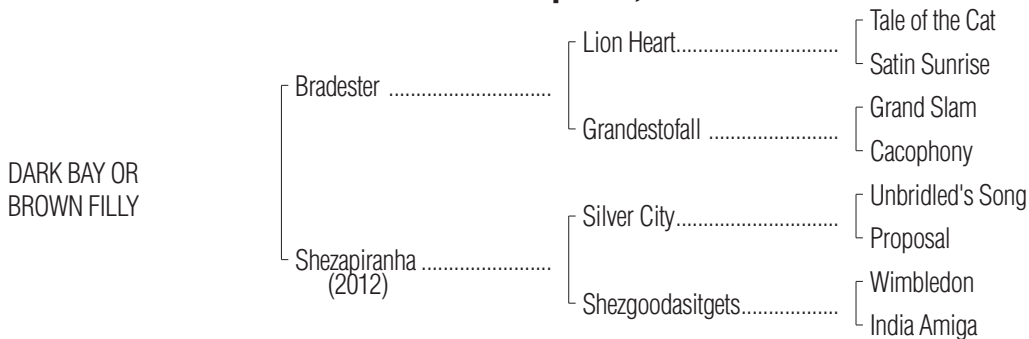 Tale of the Cat
Lion Heart..............................
Satin Sunrise
Bradester ..............................
Grand Slam
Grandestofall ........................
Cacophony
DARK BAY OR
BROWN FILLY
Unbridled's Song
Silver City..............................
Proposal
Shezapiranha ........................
(2012)
Wimbledon
Shezgoodasitgets..................
India Amiga